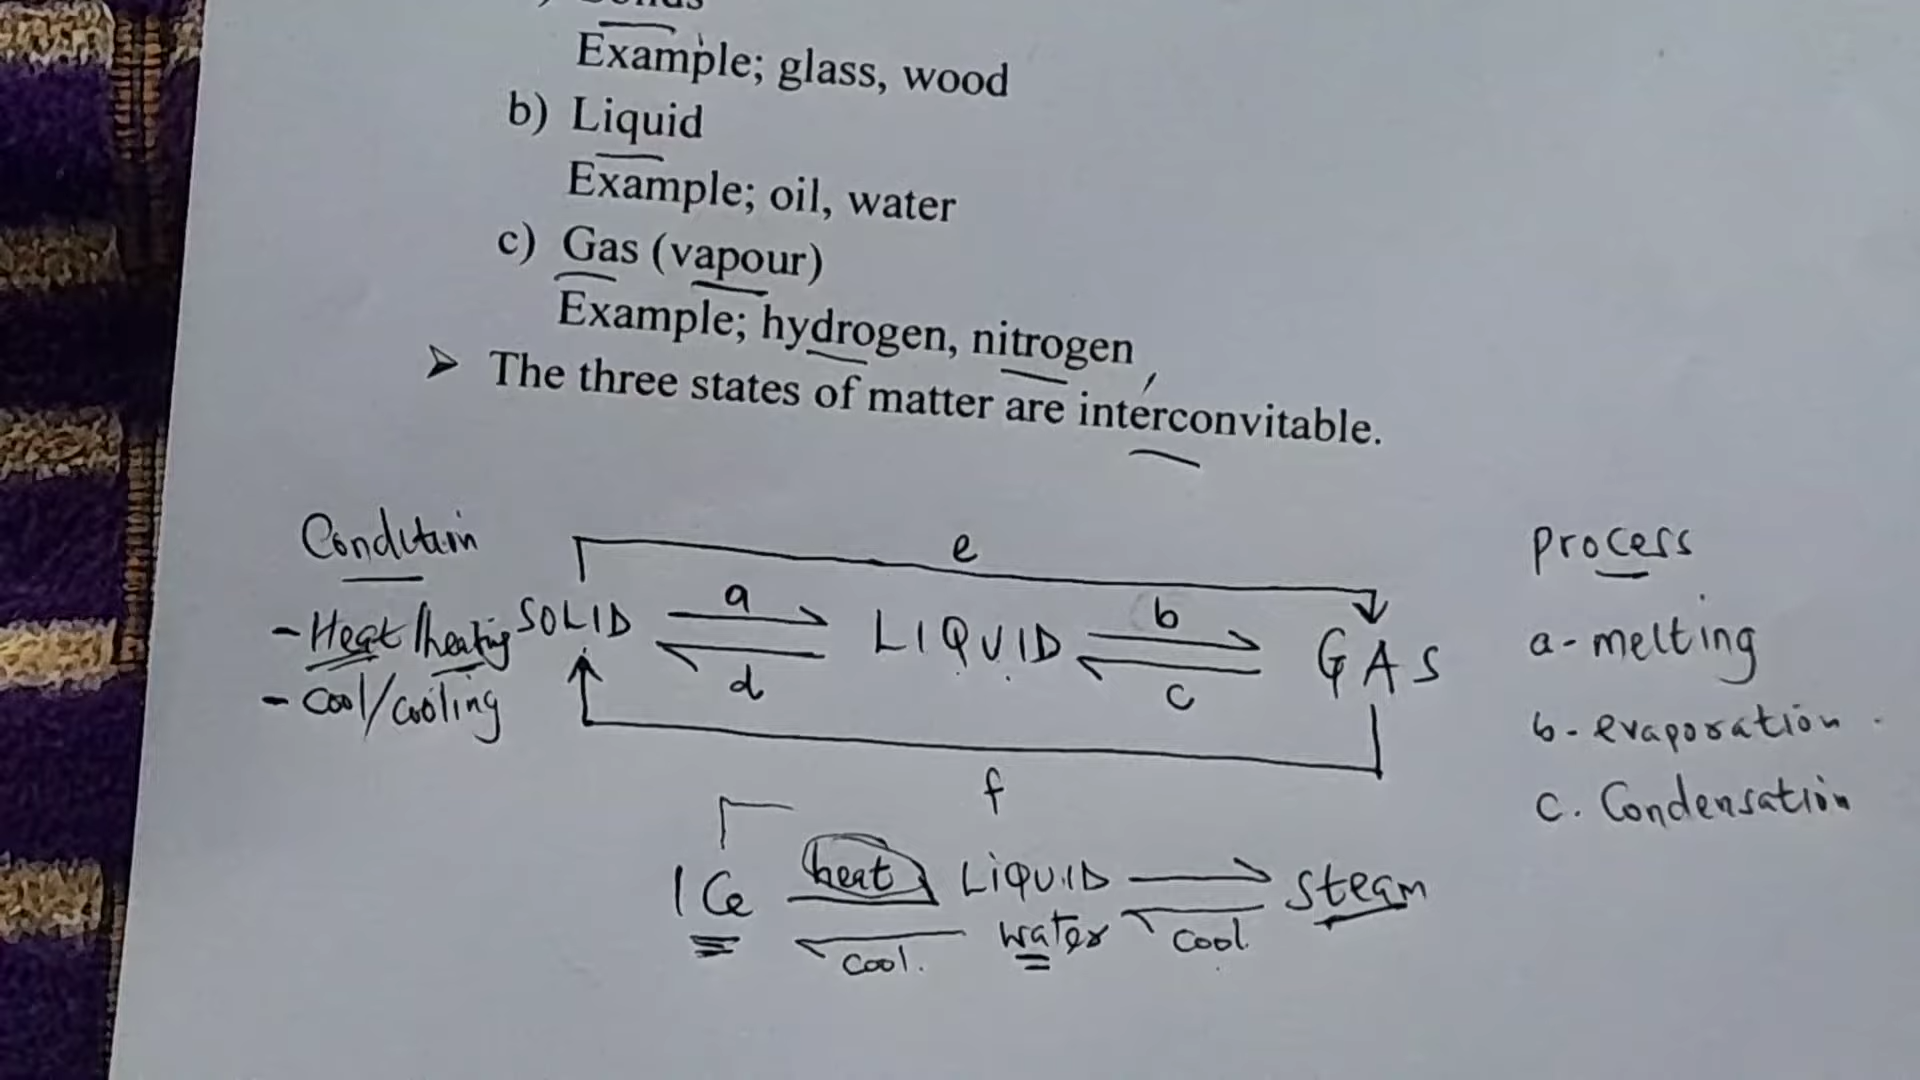 Example; glass, wood
b) Liquid
Example; oil, water
c) Gas (vapour)
Example; hydrogen, nitrogen
➢ The three states of matter are interconvitable.
Condition
- Heat/heating
- cool/cooling
e
SOLID a LIQUID b GAS
d c
f
Process
a- melting
b- evaporation
c. Condensation
ICe heat LIQUID steam
cool. water cool.